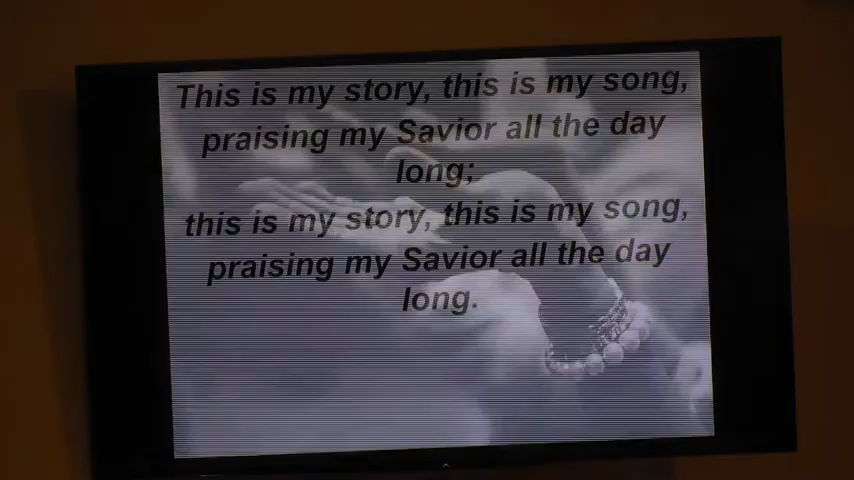 This is my story, this is my song,
praising my Savior all the day
long;
this is my story, this is my song,
praising my Savior all the day
long.